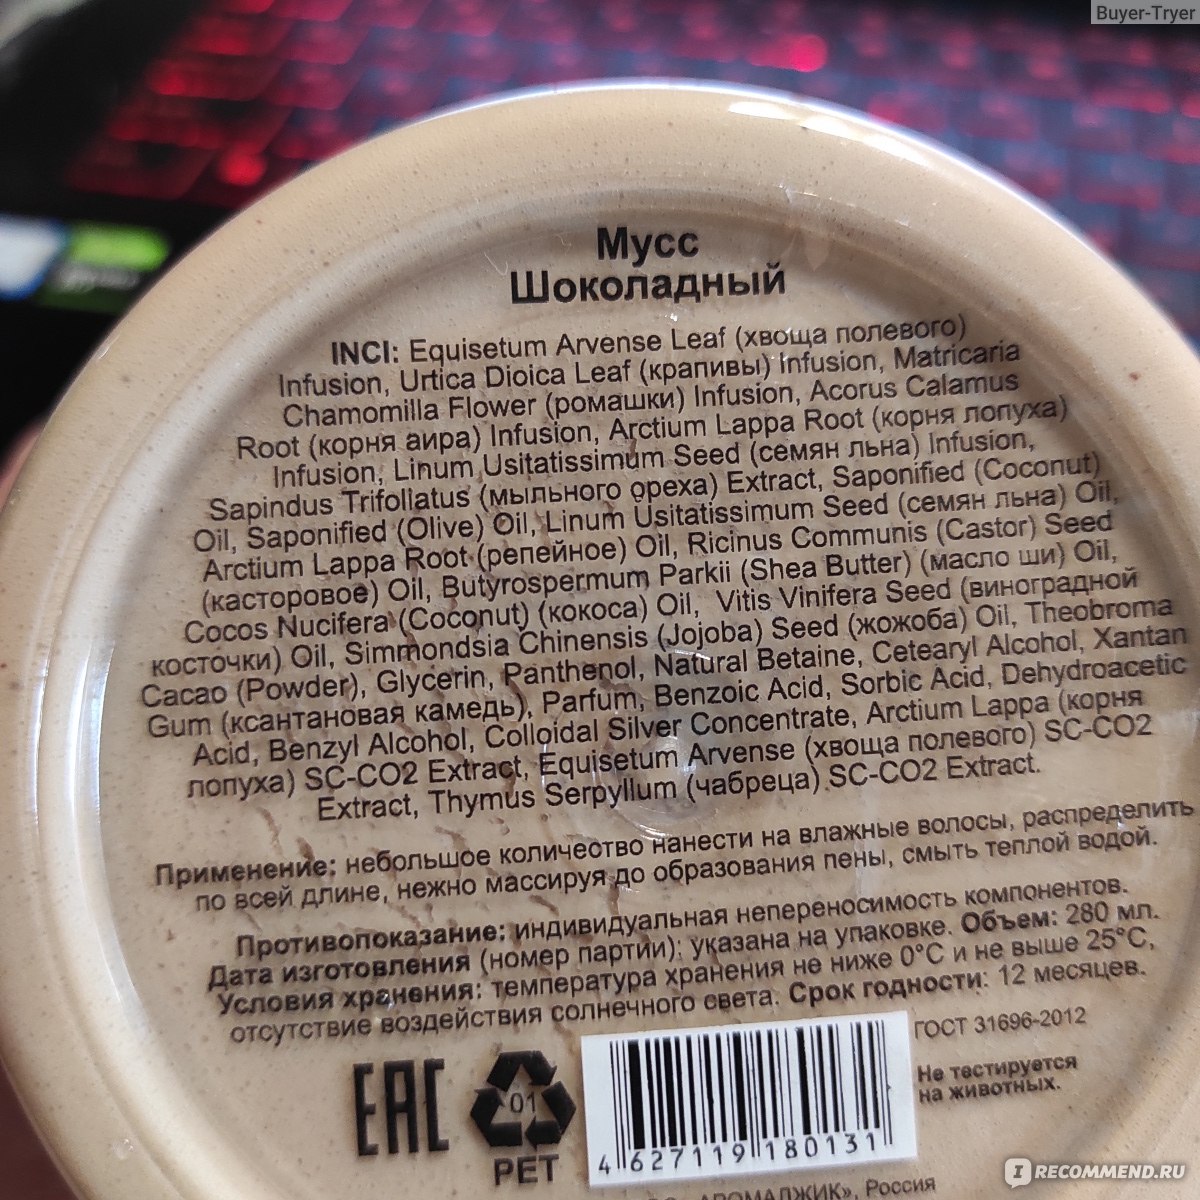 Buyer-Tryer
Мусс
Шоколадный
INCI: Equisetum Arvense Leaf (хвоща полевого)
Infusion, Urtica Dioica Leaf (крапивы) Infusion, Matricaria
Chamomilla Flower (ромашки) Infusion, Acorus Calamus
Root (корня аира) Infusion, Arctium Lappa Root (корня лопуха)
Infusion, Linum Usitatissimum Seed (семян льна) Infusion,
Sapindus Trifoliatus (мыльного ореха) Extract, Saponified (Coconut)
Oil, Saponified (Olive) Oil, Linum Usitatissimum Seed (семян льна) Oil,
Arctium Lappa Root (репейное) Oil, Ricinus Communis (Castor) Seed
(касторовое) Oil, Butyrospermum Parkii (Shea Butter) (масло ши) Oil,
Cocos Nucifera (Coconut) (кокоса) Oil, Vitis Vinifera Seed (виноградной
косточки) Oil, Simmondsia Chinensis (Jojoba) Seed (жожоба) Oil, Theobroma
Cacao (Powder), Glycerin, Panthenol, Natural Betaine, Cetearyl Alcohol, Xantan
Gum (ксантановая камедь), Parfum, Benzoic Acid, Sorbic Acid, Dehydroacetic
Acid, Benzyl Alcohol, Colloidal Silver Concentrate, Arctium Lappa (корня
лопуха) SC-CO2 Extract, Equisetum Arvense (хвоща полевого) SC-CO2
Extract, Thymus Serpyllum (чабреца) SC-CO2 Extract.
Применение: небольшое количество нанести на влажные волосы, распределить
по всей длине, нежно массируя до образования пены, смыть теплой водой.
Противопоказание: индивидуальная непереносимость компонентов.
Дата изготовления (номер партии): указана на упаковке. Объем: 280 мл.
Условия хранения: температура хранения не ниже 0°C и не выше 25°C,
отсутствие воздействия солнечного света. Срок годности: 12 месяцев.
ГОСТ 31696-2012
Не тестируется
на животных.
EAC
01
PET
4 627119 180131
АРОМАДЖИК», Россия
IRECOMMEND.RU